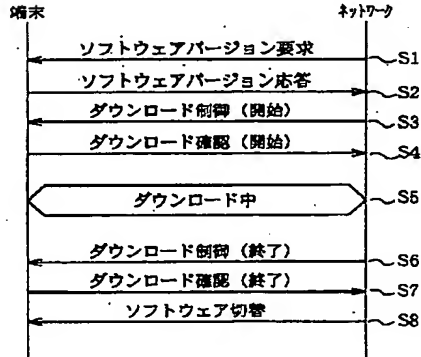 端末 ネットワーク
ソフトウェアバージョン要求 S1
ソフトウェアバージョン応答 S2
ダウンロード制御（開始） S3
ダウンロード確認（開始） S4
ダウンロード中 S5
ダウンロード制御（終了） S6
ダウンロード確認（終了） S7
ソフトウェア切替 S8